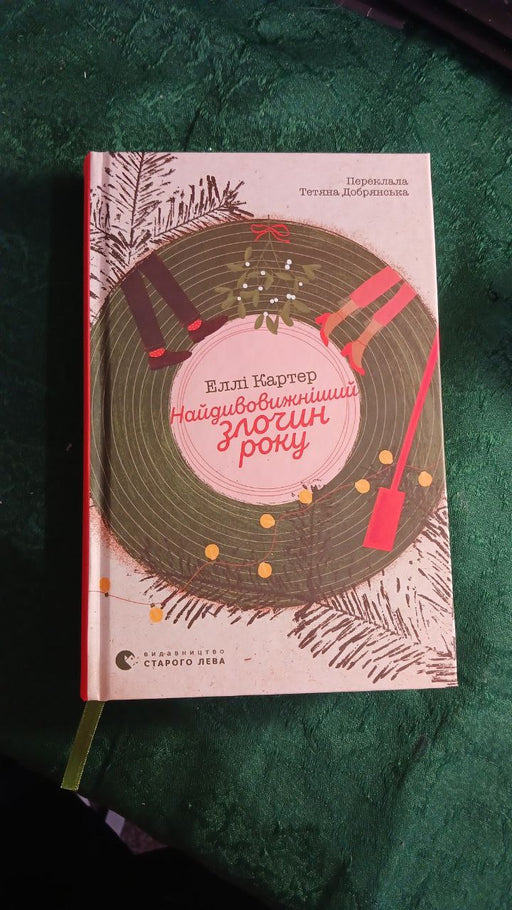 Переклала
Тетяна Добрянська
Еллі Картер
Найдивовижніший
злочин
року
видавництво
СТАРОГО ЛЕВА